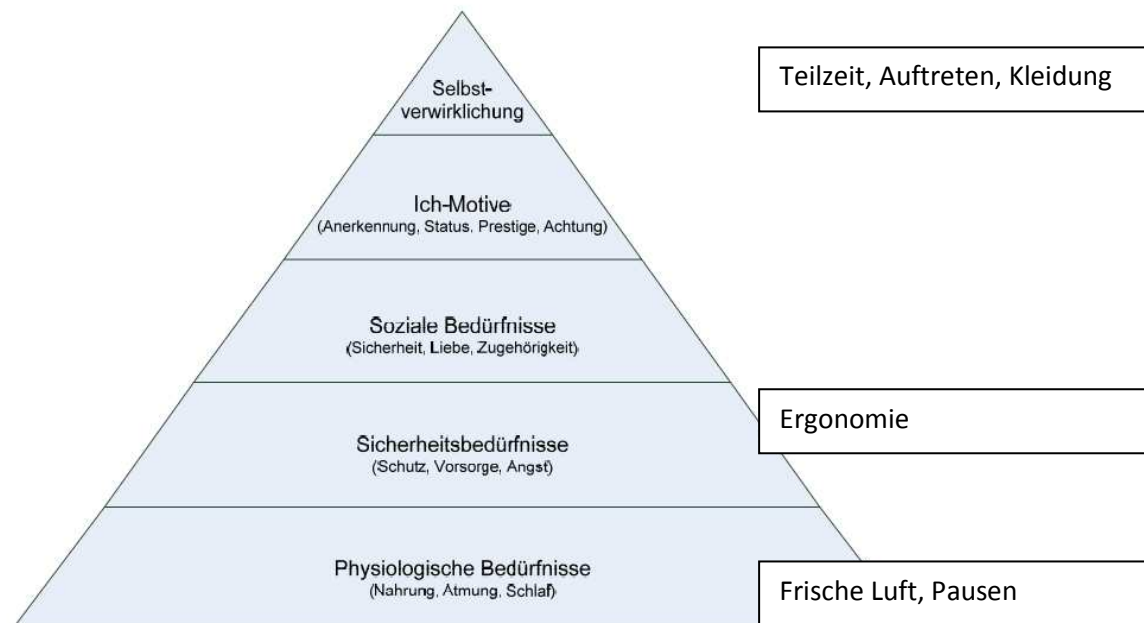 Selbst-
verwirklichung
Teilzeit, Auftreten, Kleidung
Ich-Motive
(Anerkennung, Status, Prestige, Achtung)
Soziale Bedürfnisse
(Sicherheit, Liebe, Zugehörigkeit)
Ergonomie
Sicherheitsbedürfnisse
(Schutz, Vorsorge, Angst)
Physiologische Bedürfnisse
(Nahrung, Atmung, Schlaf)
Frische Luft, Pausen